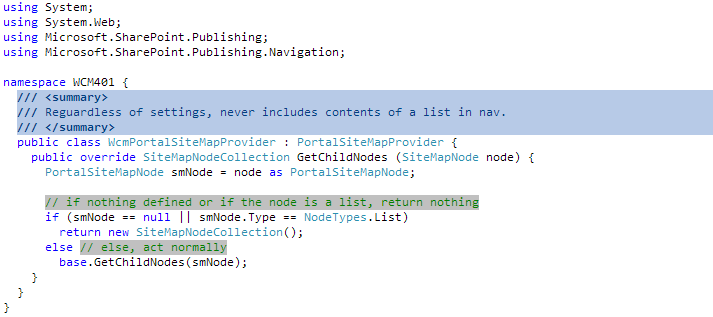 using System;
using System.Web;
using Microsoft.SharePoint.Publishing;
using Microsoft.SharePoint.Publishing.Navigation;

namespace WCM401 {
  /// <summary>
  /// Reguardless of settings, never includes contents of a list in nav.
  /// </summary>
  public class WcmPortalSiteMapProvider : PortalSiteMapProvider {
    public override SiteMapNodeCollection GetChildNodes (SiteMapNode node) {
      PortalSiteMapNode smNode = node as PortalSiteMapNode;

      // if nothing defined or if the node is a list, return nothing
      if (smNode == null || smNode.Type == NodeTypes.List)
        return new SiteMapNodeCollection();
      else // else, act normally
        base.GetChildNodes(smNode);
    }
  }
}